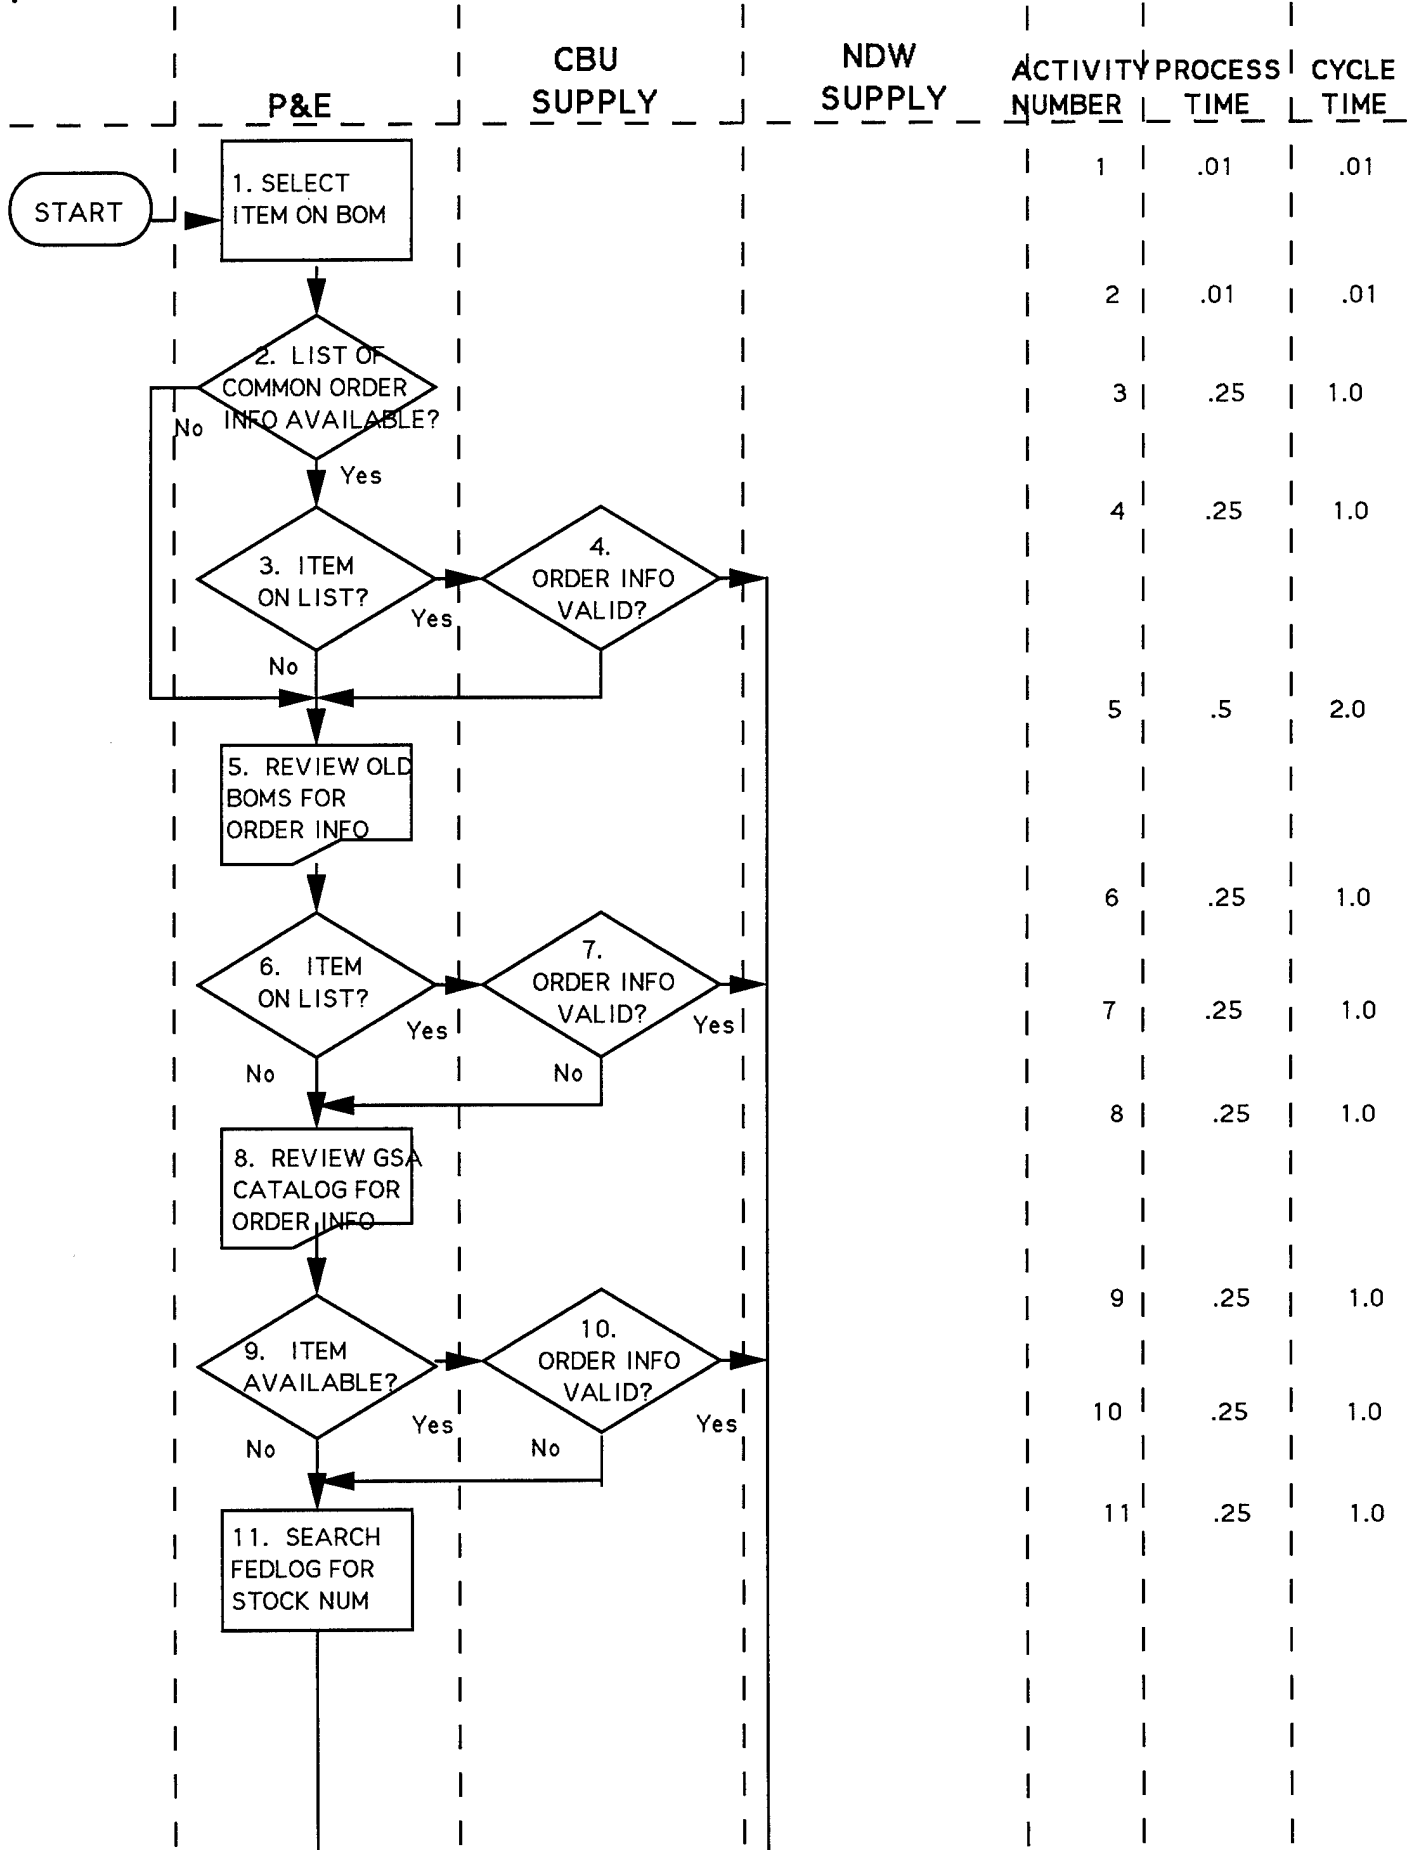 P&E
CBU
SUPPLY
NDW
SUPPLY
ACTIVITY
NUMBER
PROCESS
TIME
CYCLE
TIME
START
1. SELECT
ITEM ON BOM
1 .01 .01
2 .01 .01
2. LIST OF
COMMON ORDER
INFO AVAILABLE?
No
Yes
3 .25 1.0
3. ITEM
ON LIST?
Yes
No
4.
ORDER INFO
VALID?
4 .25 1.0
5. REVIEW OLD
BOMS FOR
ORDER INFO
5 .5 2.0
6. ITEM
ON LIST?
Yes
No
7.
ORDER INFO
VALID?
Yes
No
6 .25 1.0
7 .25 1.0
8. REVIEW GSA
CATALOG FOR
ORDER INFO
8 .25 1.0
9. ITEM
AVAILABLE?
Yes
No
10.
ORDER INFO
VALID?
Yes
No
9 .25 1.0
10 .25 1.0
11. SEARCH
FEDLOG FOR
STOCK NUM
11 .25 1.0